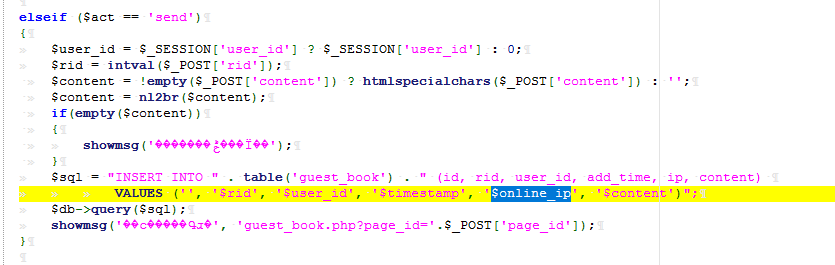 elseif ($act == 'send')
{
$user_id = $_SESSION['user_id'] ? $_SESSION['user_id'] : 0;
$rid = intval($_POST['rid']);
$content = !empty($_POST['content']) ? htmlspecialchars($_POST['content']) : '';
$content = nl2br($content);
if(empty($content))
{
showmsg('');
}
$sql = "INSERT INTO " . table('guest_book') . " (id, rid, user_id, add_time, ip, content)
VALUES ('', '$rid', '$user_id', '$timestamp', '$online_ip', '$content')";
$db->query($sql);
showmsg('', 'guest_book.php?page_id='.$_POST['page_id']);
}